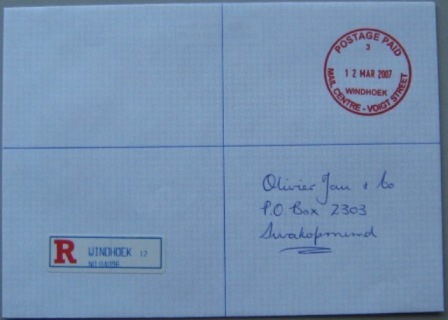 POSTAGE PAID
3
12 MAR 2007
WINDHOEK
MAIL CENTRE - VOIGT STREET
Olivier Jan & Co
P.O. Box 2303
Swakopmund
R WINDHOEK 12